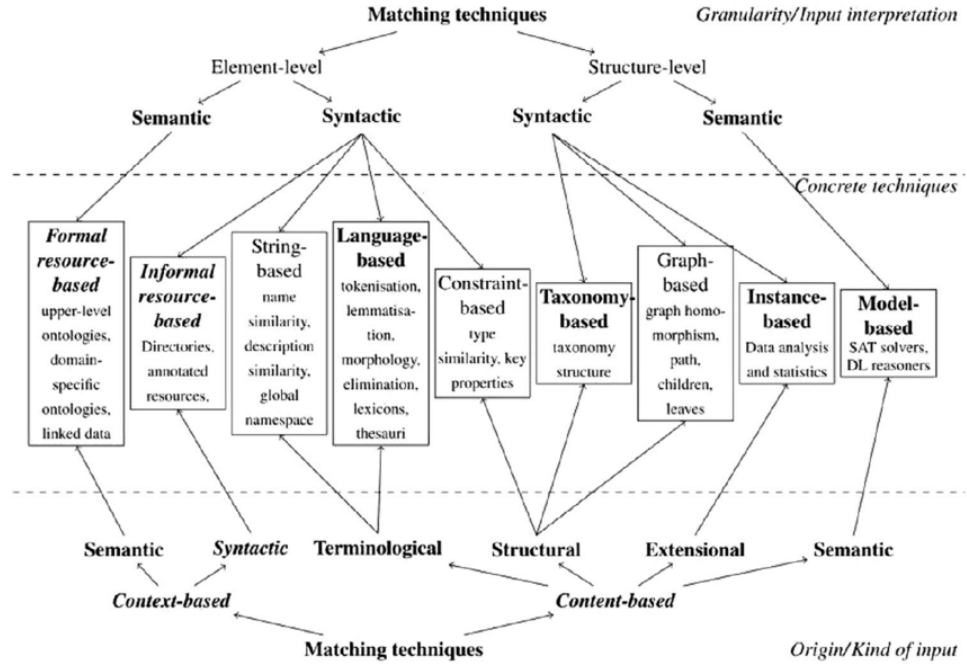 Matching techniques
Granularity/Input interpretation
Element-level
Structure-level
Semantic
Syntactic
Syntactic
Semantic
Concrete techniques
Formal
resource-
based
upper-level
ontologies,
domain-
specific
ontologies,
linked data
Informal
resource-
based
Directories,
annotated
resources,
String-
based
name
similarity,
description
similarity,
global
namespace
Language-
based
tokenisation,
lemmatisa-
tion,
morphology,
elimination,
lexicons,
thesauri
Constraint-
based
type
similarity, key
properties
Taxonomy-
based
taxonomy
structure
Graph-
based
graph homo-
morphism,
path,
children,
leaves
Instance-
based
Data analysis
and statistics
Model-
based
SAT solvers,
DL reasoners
Semantic
Syntactic
Terminological
Structural
Extensional
Semantic
Context-based
Content-based
Matching techniques
Origin/Kind of input